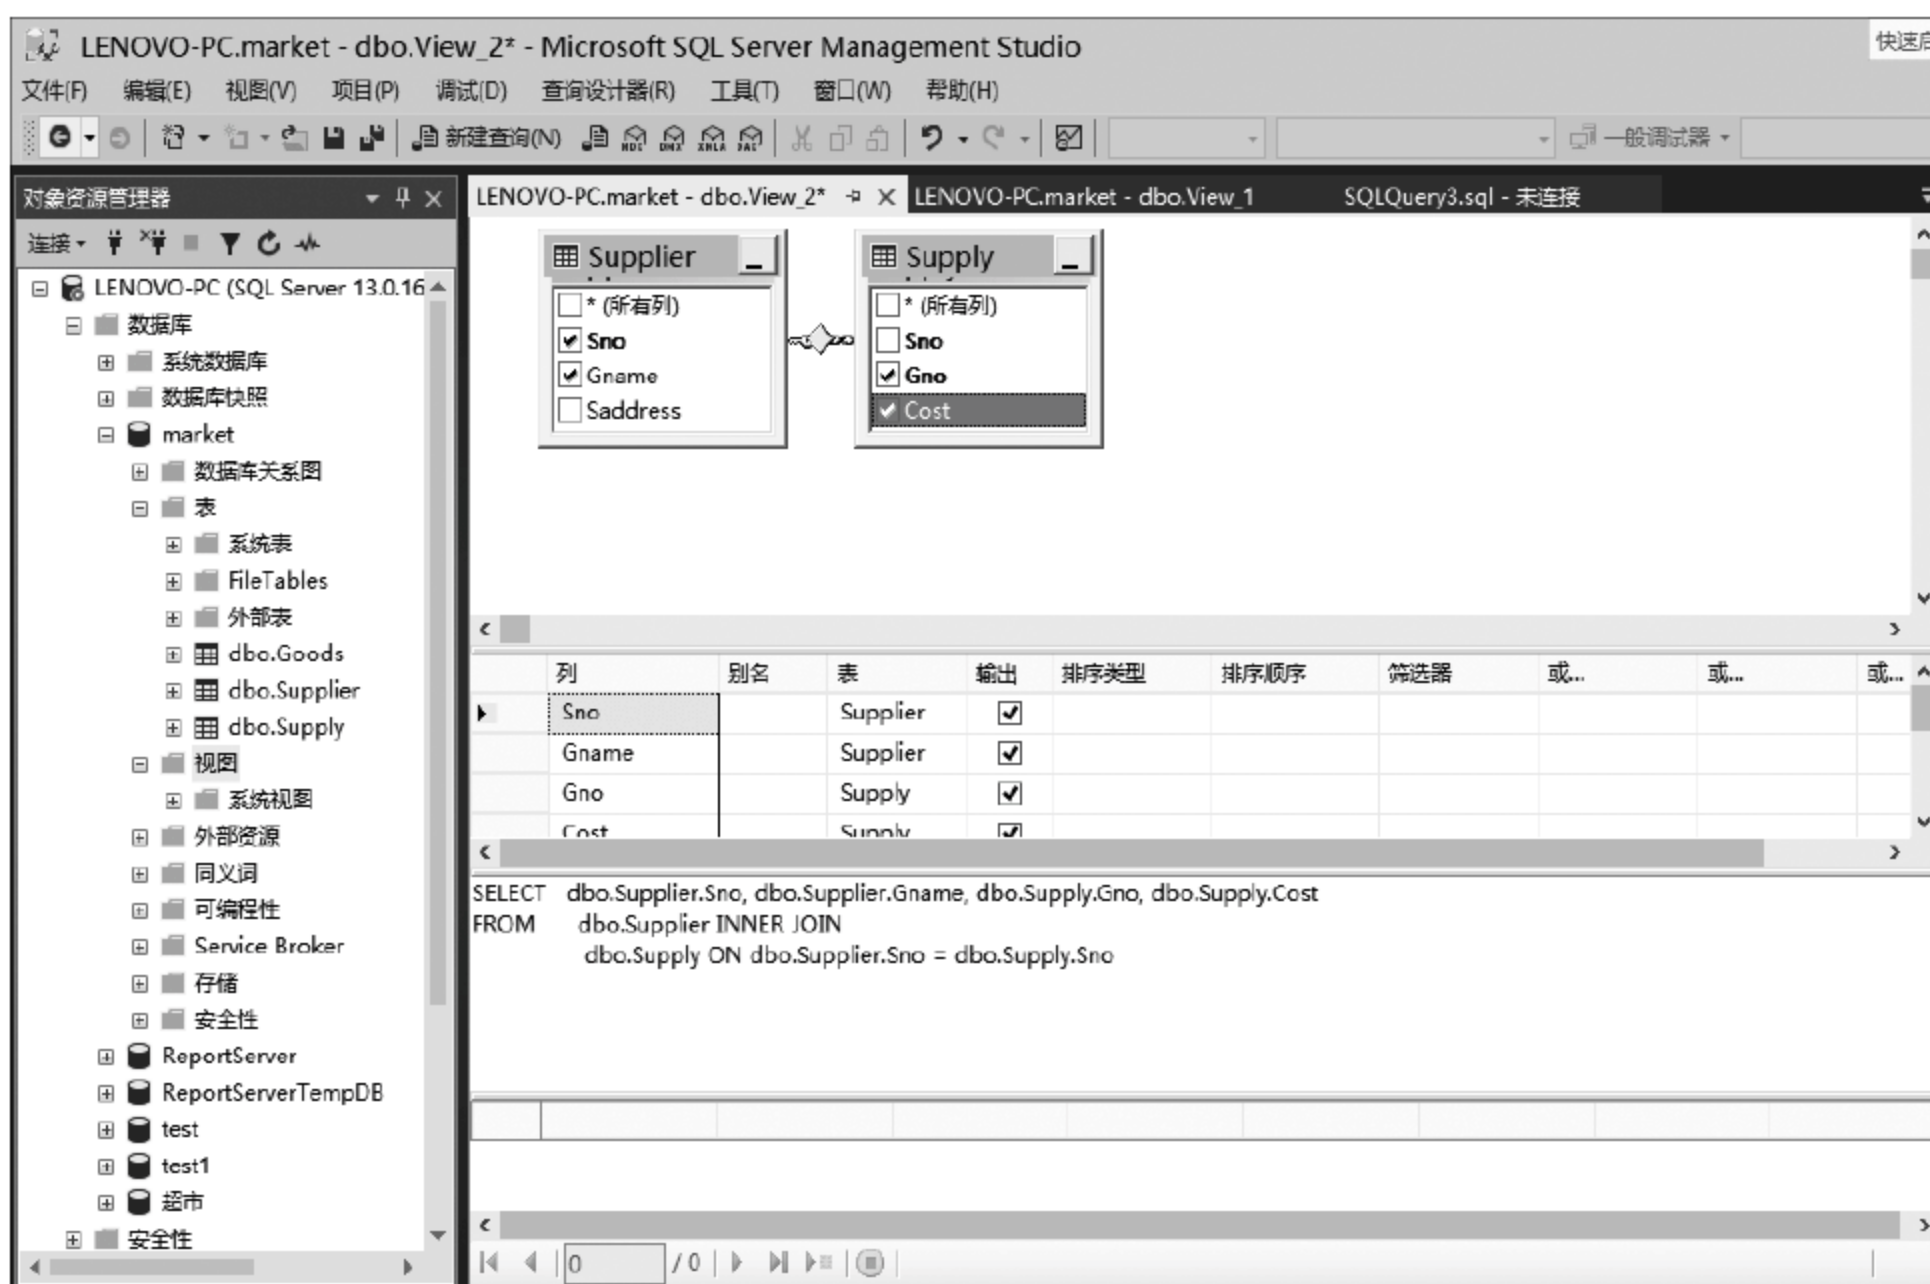 LENOVO-PC.market - dbo.View_2* - Microsoft SQL Server Management Studio
快速启
文件(F) 编辑(E) 视图(V) 项目(P) 调试(D) 查询设计器(R) 工具(T) 窗口(W) 帮助(H)
新建查询(N) 一般调试器
对象资源管理器
连接
LENOVO-PC (SQL Server 13.0.16
数据库
系统数据库
数据库快照
market
数据库关系图
表
系统表
FileTables
外部表
dbo.Goods
dbo.Supplier
dbo.Supply
视图
系统视图
外部资源
同义词
可编程性
Service Broker
存储
安全性
ReportServer
ReportServerTempDB
test
test1
超市
安全性
LENOVO-PC.market - dbo.View_2* LENOVO-PC.market - dbo.View_1 SQLQuery3.sql - 未连接
Supplier
* (所有列)
Sno
Gname
Saddress
Supply
* (所有列)
Sno
Gno
Cost
列 别名 表 输出 排序类型 排序顺序 筛选器 或... 或... 或...
Sno Supplier
Gname Supplier
Gno Supply
Cost Supply
SELECT dbo.Supplier.Sno, dbo.Supplier.Gname, dbo.Supply.Gno, dbo.Supply.Cost
FROM dbo.Supplier INNER JOIN
dbo.Supply ON dbo.Supplier.Sno = dbo.Supply.Sno
0 / 0